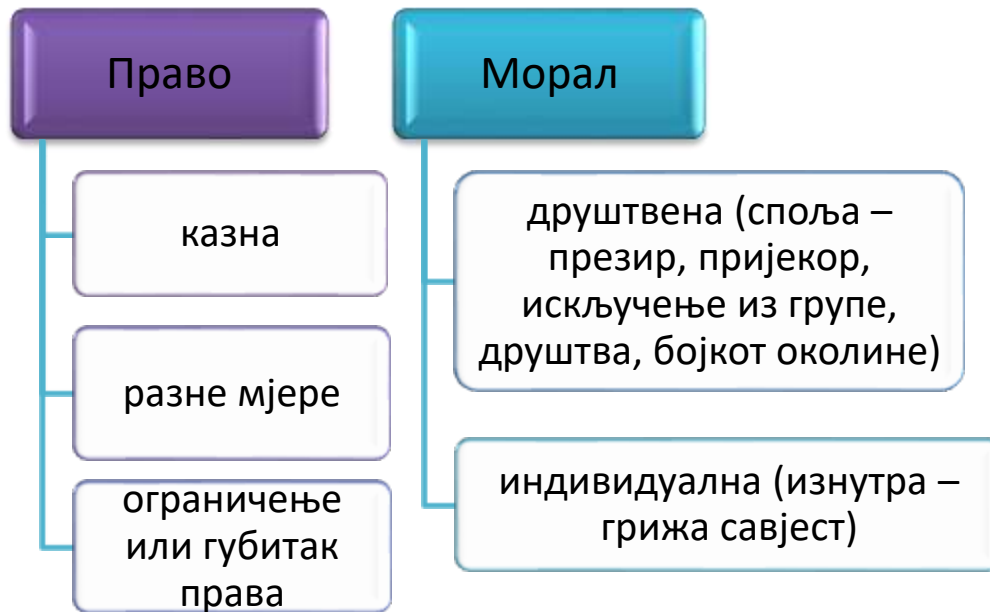 Право
казна
разне мјере
ограничење
или губитак
права
Морал
друштвена (споља –
презир, пријекор,
искључење из групе,
друштва, бојкот околине)
индивидуална (изнутра –
грижа савјест)